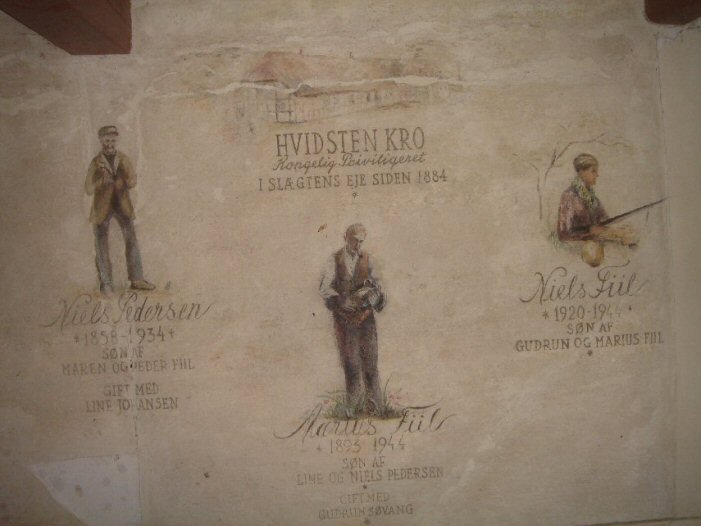 HVIDSTEN KRO
Kongelig Priviligeret
I SLÆGTENS EJE SIDEN 1884
Niels Pedersen
*1858-1934+
SØN AF
MAREN OG PEDER FIIL
GIFT MED
LINE JOHANSEN
Marius Fiil
*1893-1944
SØN AF
LINE OG NIELS PEDERSEN
GIFT MED
GUDRUN SØVANG
Niels Fiil
*1920-1944+
SØN AF
GUDRUN OG MARIUS FIIL